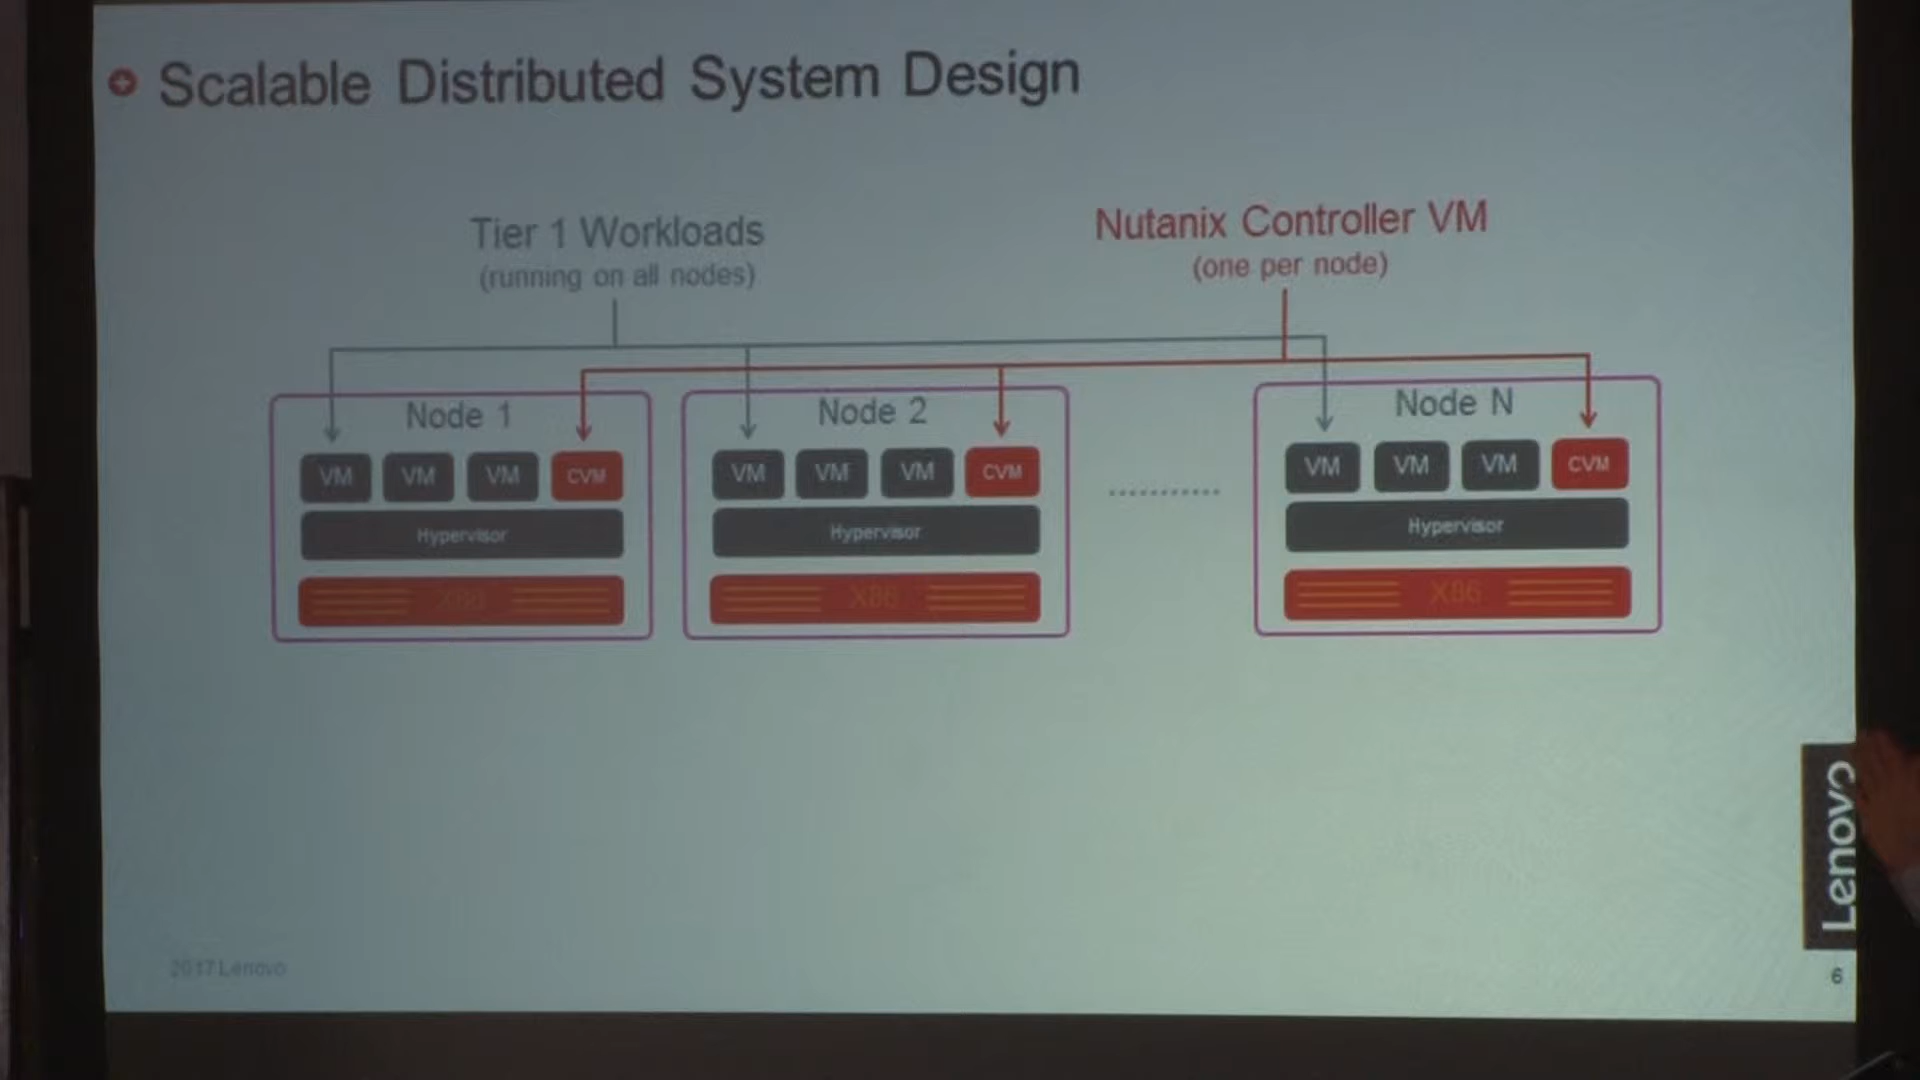 Scalable Distributed System Design
Tier 1 Workloads
(running on all nodes)
Nutanix Controller VM
(one per node)
Node 1
VM VM VM CVM
Hypervisor
X86
Node 2
VM VM VM CVM
Hypervisor
X86
...........
Node N
VM VM VM CVM
Hypervisor
X86
Lenovo
2017 Lenovo
6